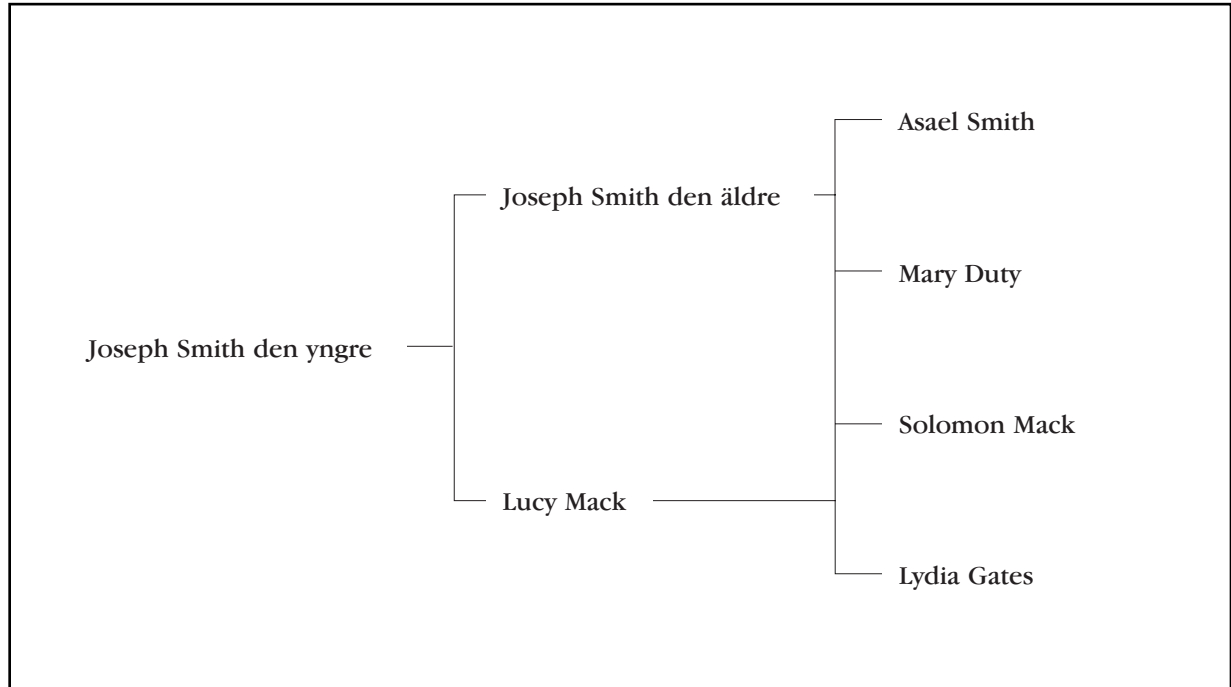 Asael Smith
Joseph Smith den äldre
Mary Duty
Joseph Smith den yngre
Solomon Mack
Lucy Mack
Lydia Gates